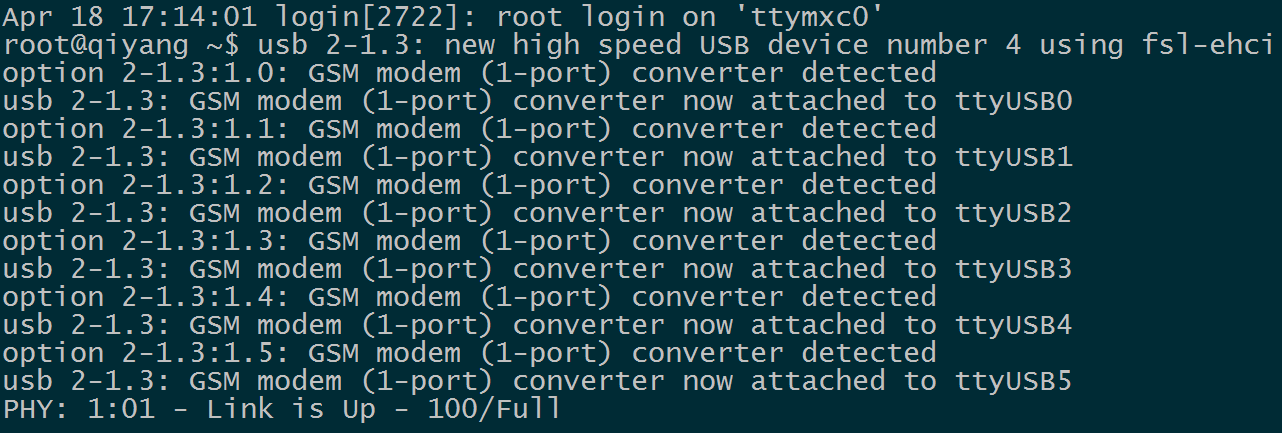 Apr 18 17:14:01 login[2722]: root login on 'ttymxc0'
root@qiyang ~$ usb 2-1.3: new high speed USB device number 4 using fsl-ehci
option 2-1.3:1.0: GSM modem (1-port) converter detected
usb 2-1.3: GSM modem (1-port) converter now attached to ttyUSB0
option 2-1.3:1.1: GSM modem (1-port) converter detected
usb 2-1.3: GSM modem (1-port) converter now attached to ttyUSB1
option 2-1.3:1.2: GSM modem (1-port) converter detected
usb 2-1.3: GSM modem (1-port) converter now attached to ttyUSB2
option 2-1.3:1.3: GSM modem (1-port) converter detected
usb 2-1.3: GSM modem (1-port) converter now attached to ttyUSB3
option 2-1.3:1.4: GSM modem (1-port) converter detected
usb 2-1.3: GSM modem (1-port) converter now attached to ttyUSB4
option 2-1.3:1.5: GSM modem (1-port) converter detected
usb 2-1.3: GSM modem (1-port) converter now attached to ttyUSB5
PHY: 1:01 - Link is Up - 100/Full